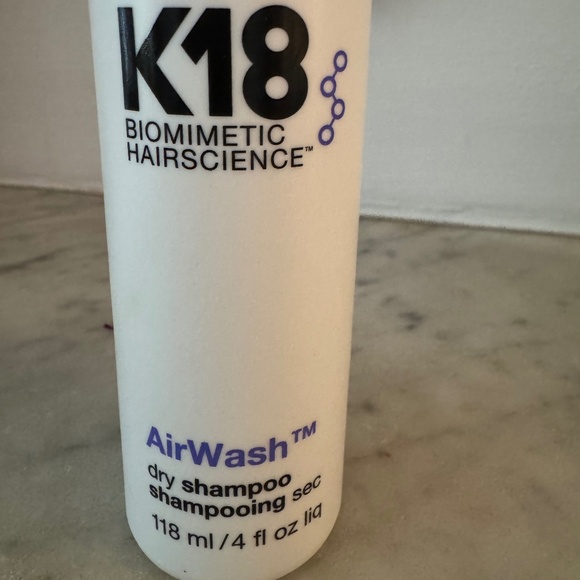 K18
BIOMIMETIC
HAIRSCIENCE™
AirWash™
dry shampoo
shampooing sec
118 ml/4 fl oz liq